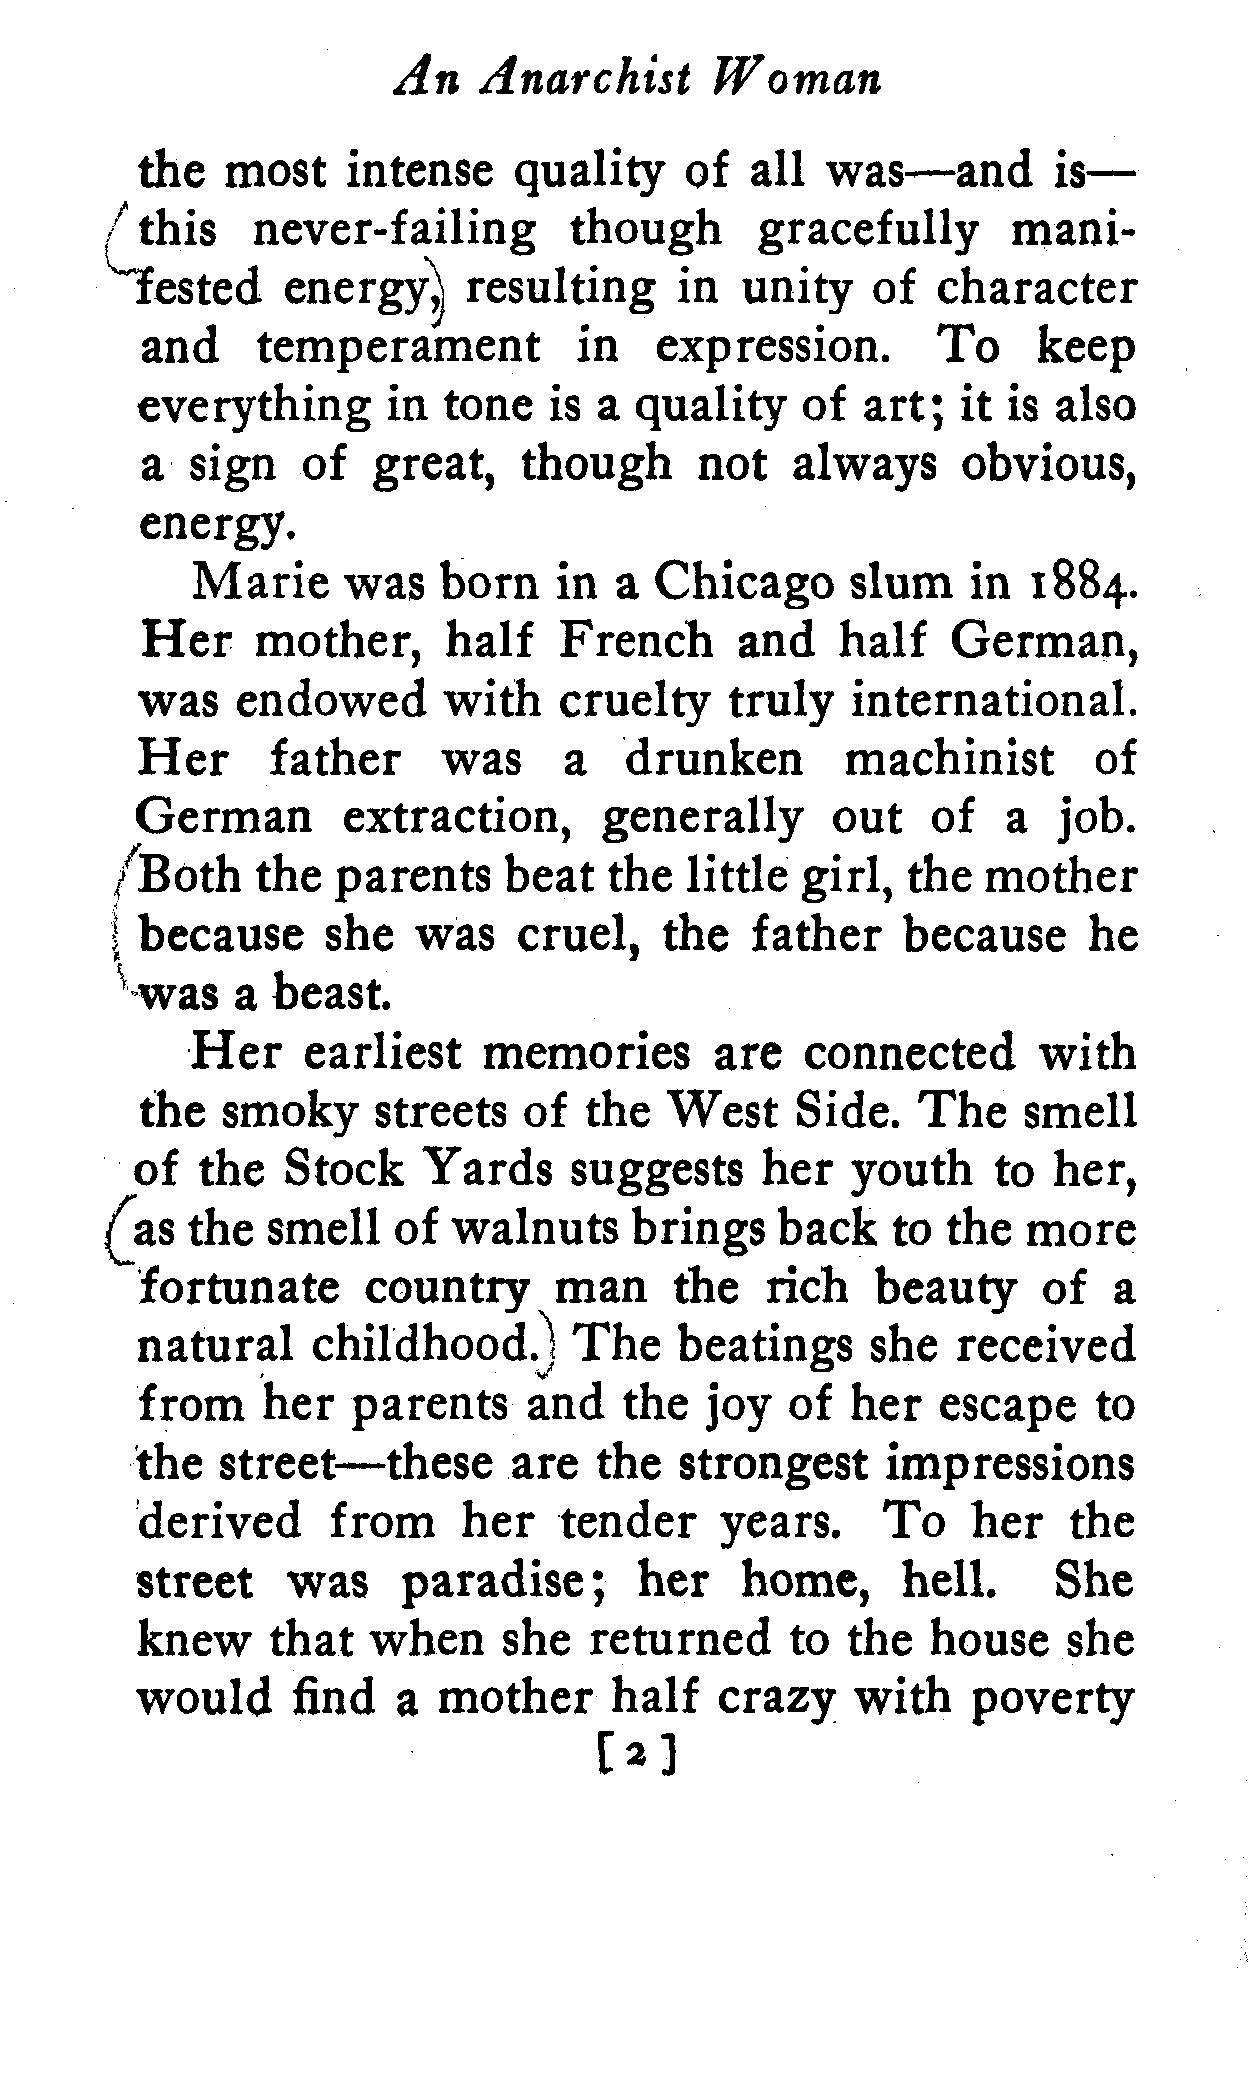 An Anarchist Woman
the most intense quality of all was—and is—
this never-failing though gracefully mani-
fested energy, resulting in unity of character
and temperament in expression. To keep
everything in tone is a quality of art; it is also
a sign of great, though not always obvious,
energy.
Marie was born in a Chicago slum in 1884.
Her mother, half French and half German,
was endowed with cruelty truly international.
Her father was a drunken machinist of
German extraction, generally out of a job.
Both the parents beat the little girl, the mother
because she was cruel, the father because he
was a beast.
Her earliest memories are connected with
the smoky streets of the West Side. The smell
of the Stock Yards suggests her youth to her,
as the smell of walnuts brings back to the more
fortunate country man the rich beauty of a
natural childhood. The beatings she received
from her parents and the joy of her escape to
the street—these are the strongest impressions
derived from her tender years. To her the
street was paradise; her home, hell. She
knew that when she returned to the house she
would find a mother half crazy with poverty
[2]